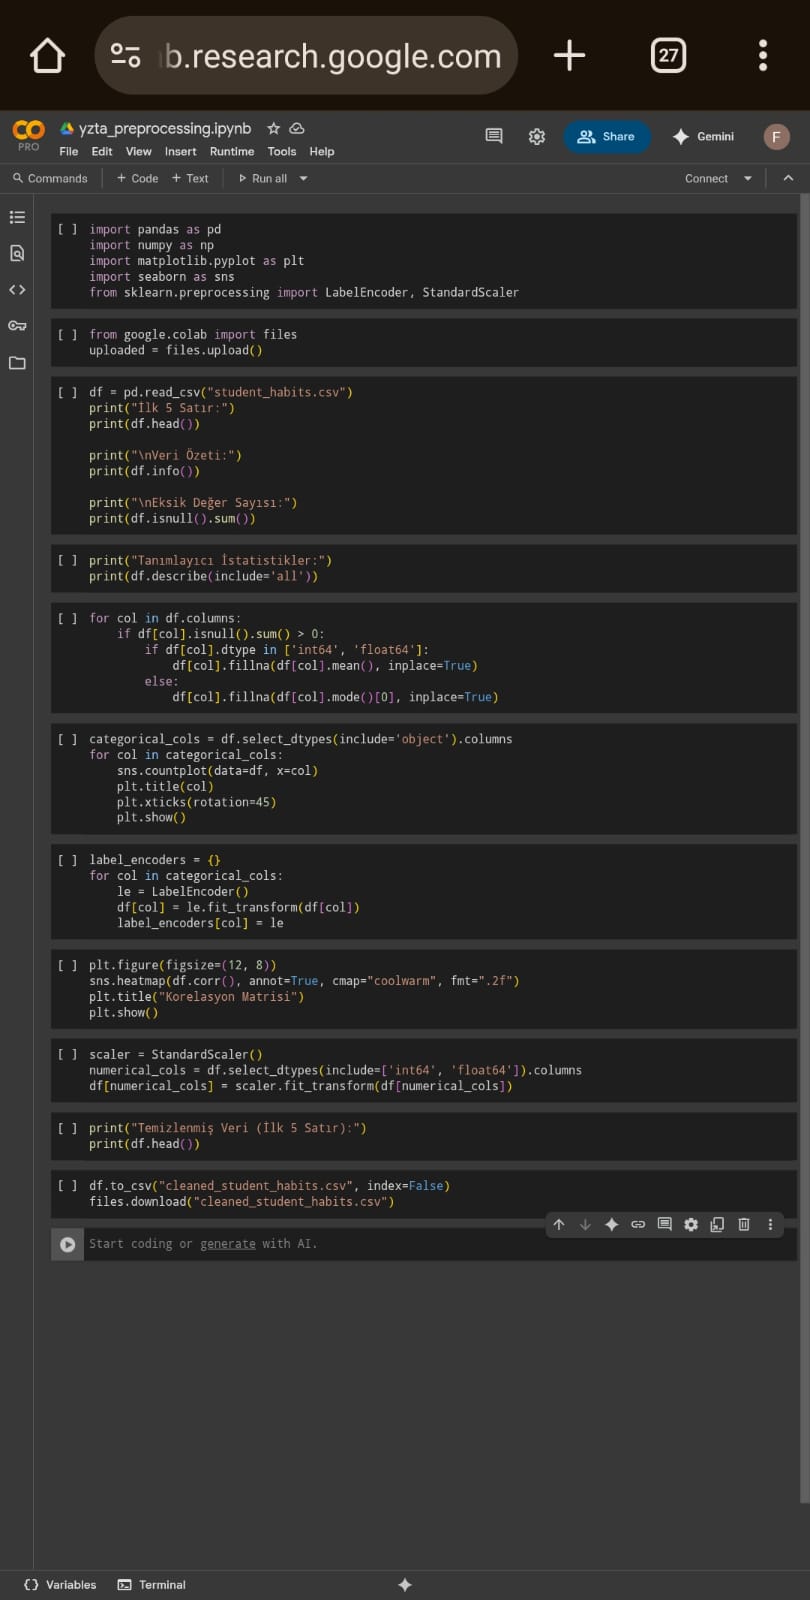 b.research.google.com
27
CO
PRO
yzta_preprocessing.ipynb
File Edit View Insert Runtime Tools Help
Share
Gemini
F
Commands + Code + Text Run all Connect
[ ] import pandas as pd
import numpy as np
import matplotlib.pyplot as plt
import seaborn as sns
from sklearn.preprocessing import LabelEncoder, StandardScaler
[ ] from google.colab import files
uploaded = files.upload()
[ ] df = pd.read_csv("student_habits.csv")
print("İlk 5 Satır:")
print(df.head())
print("\nVeri Özeti:")
print(df.info())
print("\nEksik Değer Sayısı:")
print(df.isnull().sum())
[ ] print("Tanımlayıcı İstatistikler:")
print(df.describe(include='all'))
[ ] for col in df.columns:
if df[col].isnull().sum() > 0:
if df[col].dtype in ['int64', 'float64']:
df[col].fillna(df[col].mean(), inplace=True)
else:
df[col].fillna(df[col].mode()[0], inplace=True)
[ ] categorical_cols = df.select_dtypes(include='object').columns
for col in categorical_cols:
sns.countplot(data=df, x=col)
plt.title(col)
plt.xticks(rotation=45)
plt.show()
[ ] label_encoders = {}
for col in categorical_cols:
le = LabelEncoder()
df[col] = le.fit_transform(df[col])
label_encoders[col] = le
[ ] plt.figure(figsize=(12, 8))
sns.heatmap(df.corr(), annot=True, cmap="coolwarm", fmt=".2f")
plt.title("Korelasyon Matrisi")
plt.show()
[ ] scaler = StandardScaler()
numerical_cols = df.select_dtypes(include=['int64', 'float64']).columns
df[numerical_cols] = scaler.fit_transform(df[numerical_cols])
[ ] print("Temizlenmiş Veri (İlk 5 Satır):")
print(df.head())
[ ] df.to_csv("cleaned_student_habits.csv", index=False)
files.download("cleaned_student_habits.csv")
Start coding or generate with AI.
Variables Terminal